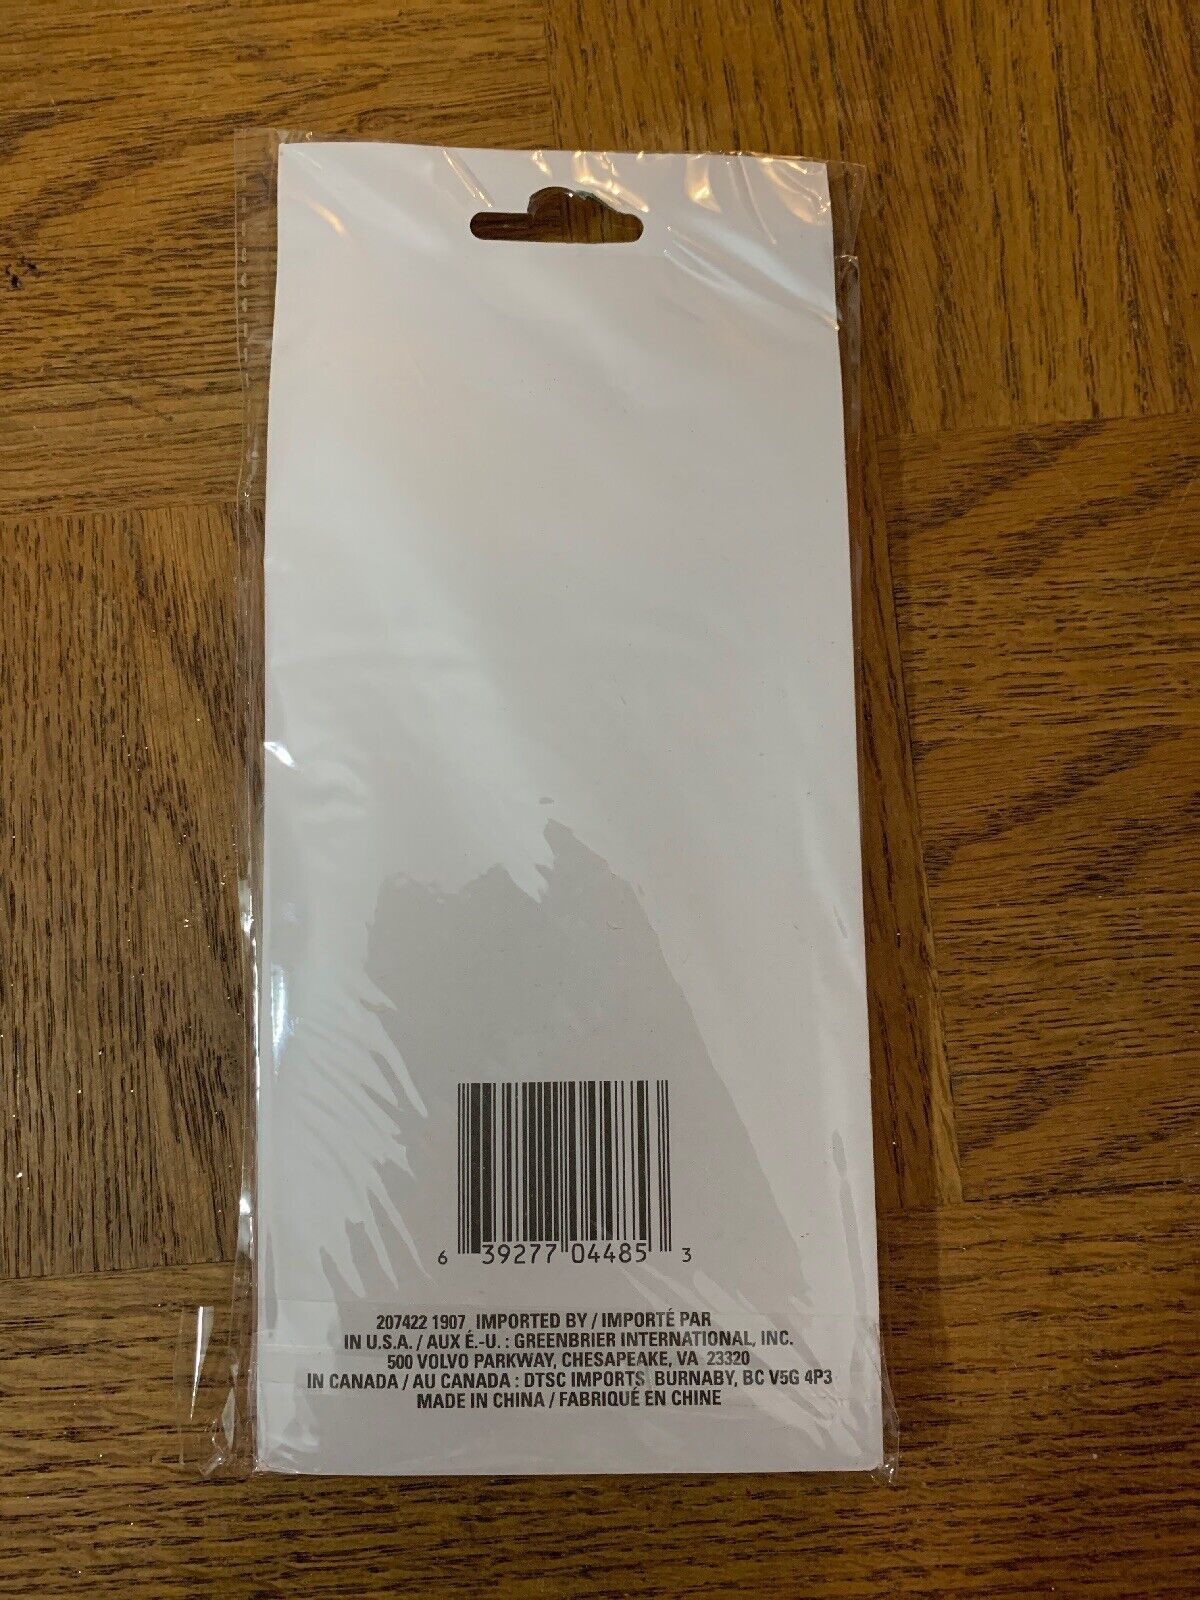 6 39277 04485 3
207422 1907 IMPORTED BY / IMPORTÉ PAR
IN U.S.A. / AUX É.-U. : GREENBRIER INTERNATIONAL, INC.
500 VOLVO PARKWAY, CHESAPEAKE, VA 23320
IN CANADA / AU CANADA : DTSC IMPORTS BURNABY, BC V5G 4P3
MADE IN CHINA / FABRIQUÉ EN CHINE